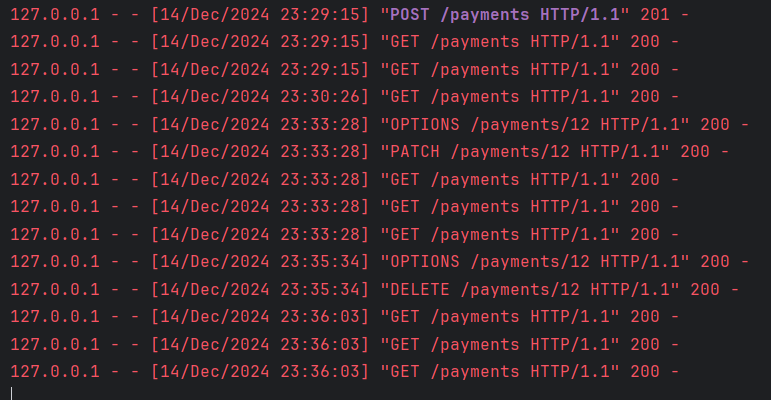 127.0.0.1 - - [14/Dec/2024 23:29:15] "POST /payments HTTP/1.1" 201 -
127.0.0.1 - - [14/Dec/2024 23:29:15] "GET /payments HTTP/1.1" 200 -
127.0.0.1 - - [14/Dec/2024 23:29:15] "GET /payments HTTP/1.1" 200 -
127.0.0.1 - - [14/Dec/2024 23:30:26] "GET /payments HTTP/1.1" 200 -
127.0.0.1 - - [14/Dec/2024 23:33:28] "OPTIONS /payments/12 HTTP/1.1" 200 -
127.0.0.1 - - [14/Dec/2024 23:33:28] "PATCH /payments/12 HTTP/1.1" 200 -
127.0.0.1 - - [14/Dec/2024 23:33:28] "GET /payments HTTP/1.1" 200 -
127.0.0.1 - - [14/Dec/2024 23:33:28] "GET /payments HTTP/1.1" 200 -
127.0.0.1 - - [14/Dec/2024 23:33:28] "GET /payments HTTP/1.1" 200 -
127.0.0.1 - - [14/Dec/2024 23:35:34] "OPTIONS /payments/12 HTTP/1.1" 200 -
127.0.0.1 - - [14/Dec/2024 23:35:34] "DELETE /payments/12 HTTP/1.1" 200 -
127.0.0.1 - - [14/Dec/2024 23:36:03] "GET /payments HTTP/1.1" 200 -
127.0.0.1 - - [14/Dec/2024 23:36:03] "GET /payments HTTP/1.1" 200 -
127.0.0.1 - - [14/Dec/2024 23:36:03] "GET /payments HTTP/1.1" 200 -